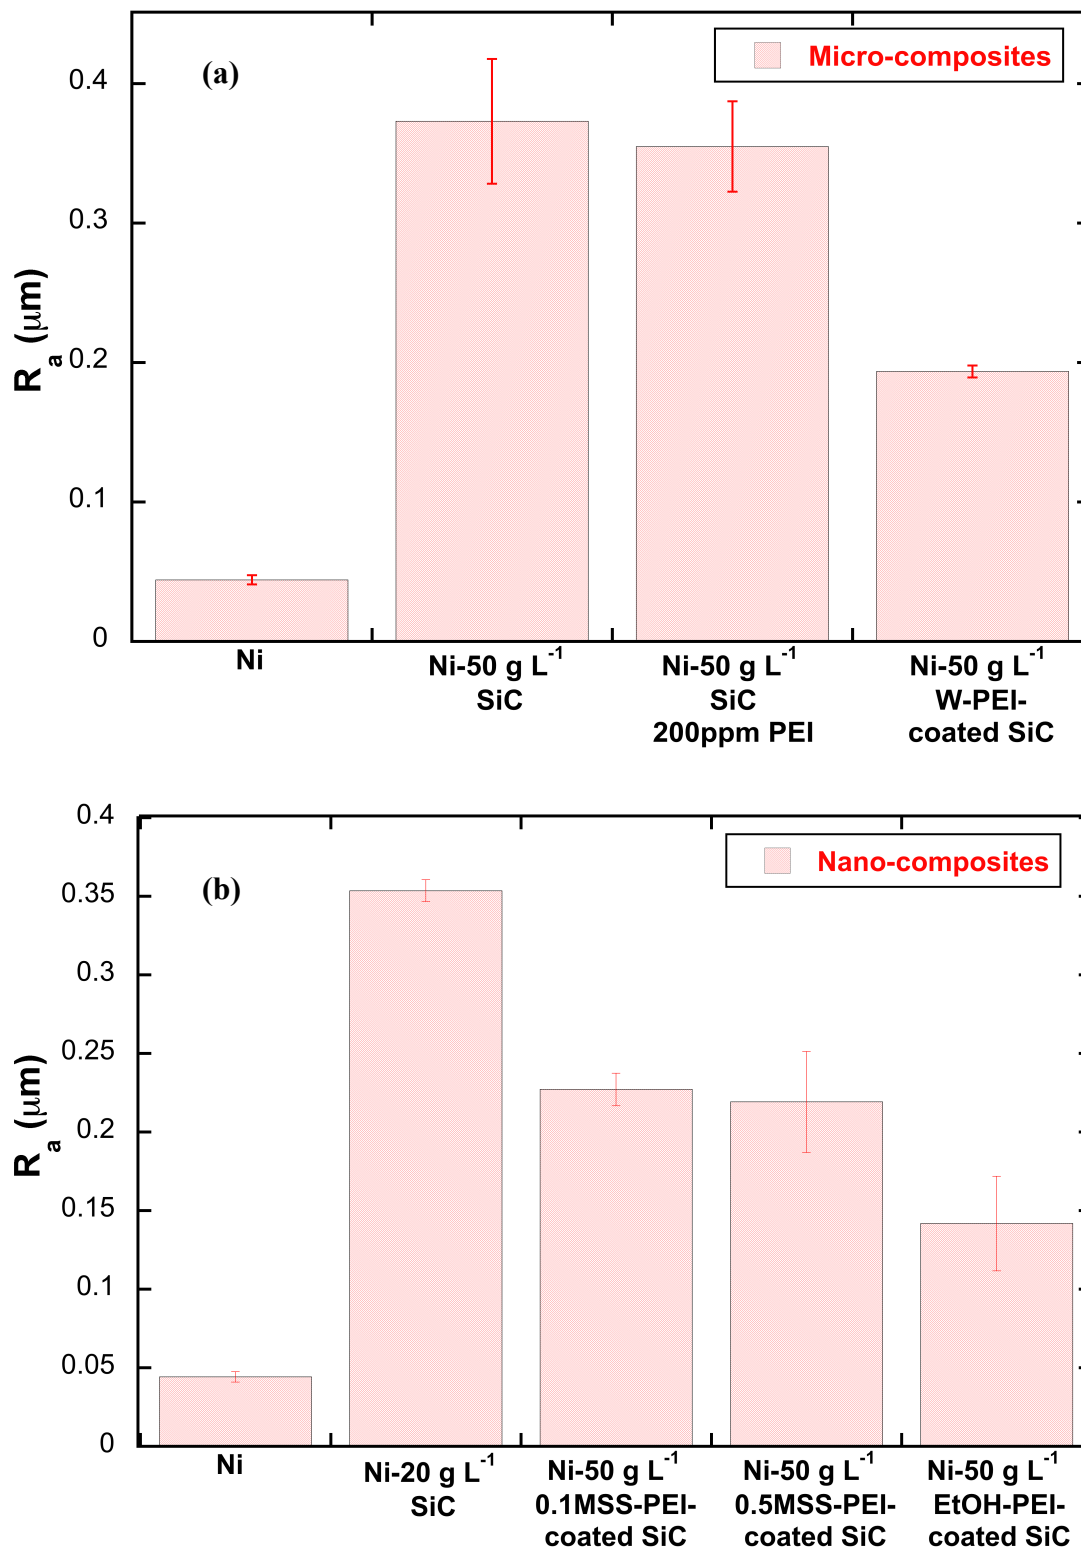 (a)
Micro-composites
0.4
0.3
0.2
0.1
0
Rₐ (μm)
Ni
Ni-50 g L⁻¹
SiC
Ni-50 g L⁻¹
SiC
200ppm PEI
Ni-50 g L⁻¹
W-PEI-
coated SiC
(b)
Nano-composites
0.4
0.35
0.3
0.25
0.2
0.15
0.1
0.05
0
Rₐ (μm)
Ni
Ni-20 g L⁻¹
SiC
Ni-50 g L⁻¹
0.1MSS-PEI-
coated SiC
Ni-50 g L⁻¹
0.5MSS-PEI-
coated SiC
Ni-50 g L⁻¹
EtOH-PEI-
coated SiC